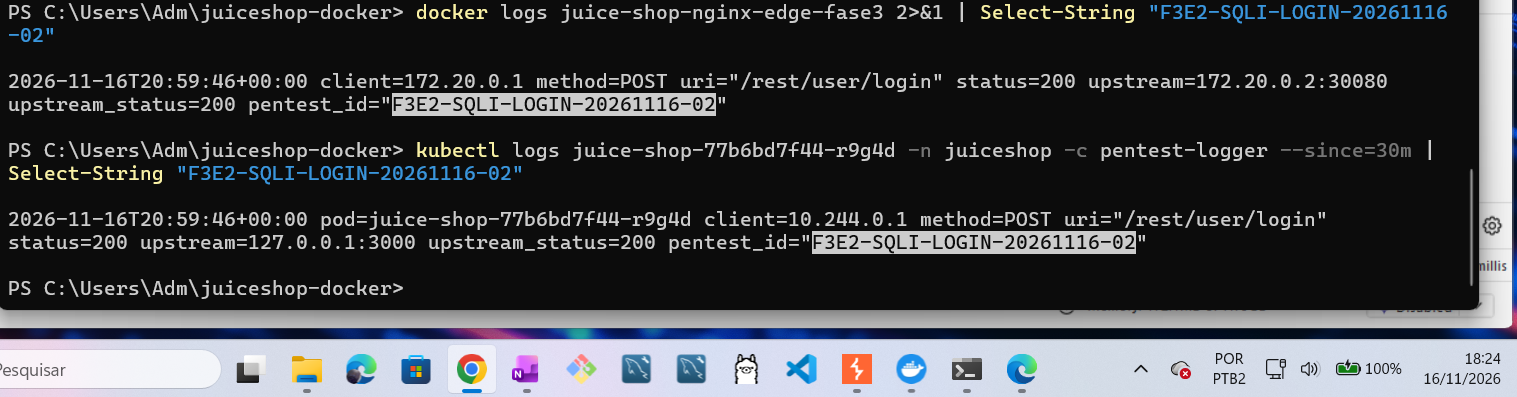 PS C:\Users\Adm\juiceshop-docker> docker logs juice-shop-nginx-edge-fase3 2>&1 | Select-String "F3E2-SQLI-LOGIN-20261116
-02"
2026-11-16T20:59:46+00:00 client=172.20.0.1 method=POST uri="/rest/user/login" status=200 upstream=172.20.0.2:30080
upstream_status=200 pentest_id="F3E2-SQLI-LOGIN-20261116-02"
PS C:\Users\Adm\juiceshop-docker> kubectl logs juice-shop-77b6bd7f44-r9g4d -n juiceshop -c pentest-logger --since=30m |
Select-String "F3E2-SQLI-LOGIN-20261116-02"
2026-11-16T20:59:46+00:00 pod=juice-shop-77b6bd7f44-r9g4d client=10.244.0.1 method=POST uri="/rest/user/login"
status=200 upstream=127.0.0.1:3000 upstream_status=200 pentest_id="F3E2-SQLI-LOGIN-20261116-02"
PS C:\Users\Adm\juiceshop-docker>
millis
Pesquisar
POR
PTB2
100%
18:24
16/11/2026